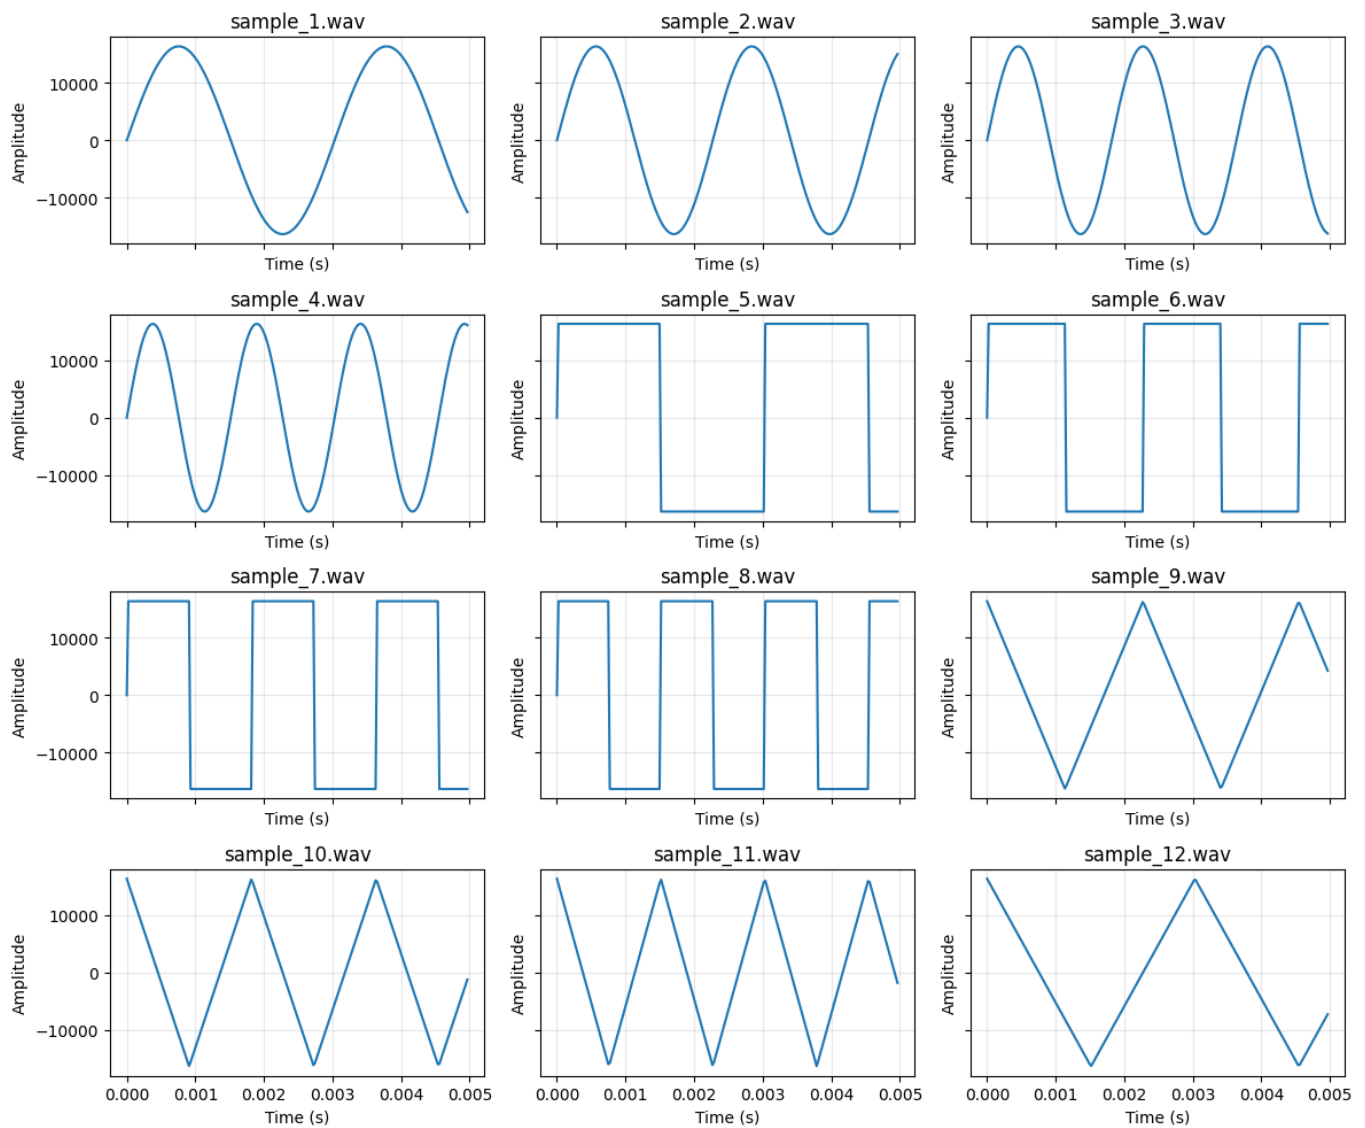 sample_1.wav
sample_2.wav
sample_3.wav
Amplitude
10000
0
−10000
Time (s)
Amplitude
Time (s)
Amplitude
Time (s)
sample_4.wav
sample_5.wav
sample_6.wav
Amplitude
10000
0
−10000
Time (s)
Amplitude
Time (s)
Amplitude
Time (s)
sample_7.wav
sample_8.wav
sample_9.wav
Amplitude
10000
0
−10000
Time (s)
Amplitude
Time (s)
Amplitude
Time (s)
sample_10.wav
sample_11.wav
sample_12.wav
Amplitude
10000
0
−10000
0.000 0.001 0.002 0.003 0.004 0.005
Time (s)
Amplitude
0.000 0.001 0.002 0.003 0.004 0.005
Time (s)
Amplitude
0.000 0.001 0.002 0.003 0.004 0.005
Time (s)